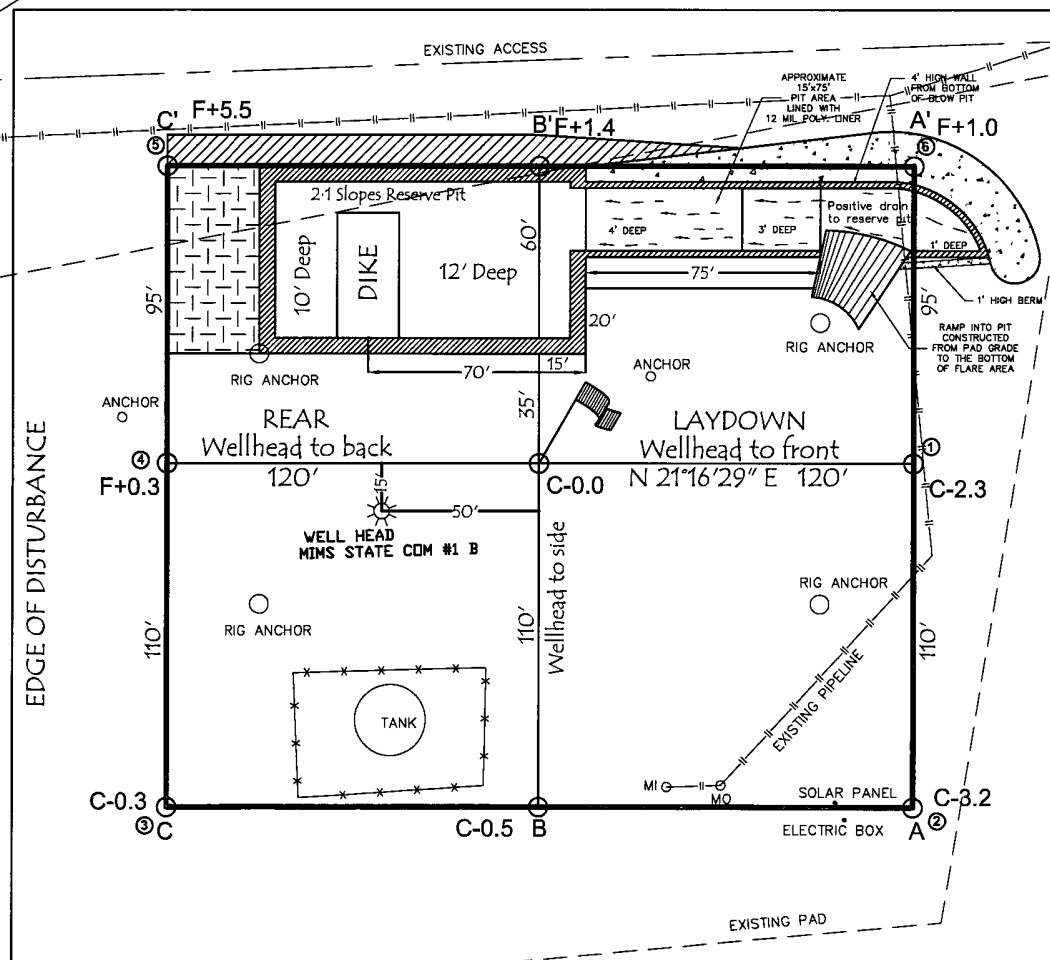 EXISTING ACCESS
APPROXIMATE
15'x75'
PIT AREA
LINED WITH
12 MIL POLY. LINER
4' HIGH WALL
FROM BOTTOM
OF BLOW PIT
C'
F+5.5
B'
F+1.4
A'
F+1.0
⑤
⑥
2:1 Slopes Reserve Pit
60'
Positive drain
to reserve pit
4' DEEP
3' DEEP
1' DEEP
10' Deep
DIKE
12' Deep
75'
95'
95'
1' HIGH BERM
20'
RIG ANCHOR
RAMP INTO PIT
CONSTRUCTED
FROM PAD GRADE
TO THE BOTTOM
OF FLARE AREA
15'
70'
RIG ANCHOR
ANCHOR
35'
ANCHOR
REAR
Wellhead to back
120'
LAYDOWN
Wellhead to front
N 21°16'29" E 120'
④
F+0.3
C-0.0
①
C-2.3
15'
50'
WELL HEAD
MIMS STATE COM #1 B
EDGE OF DISTURBANCE
Wellhead to side
RIG ANCHOR
RIG ANCHOR
110'
110'
110'
EXISTING PIPELINE
TANK
MI
MO
SOLAR PANEL
C-0.3
③
C
C-0.5
B
ELECTRIC BOX
A
②
C-3.2
EXISTING PAD